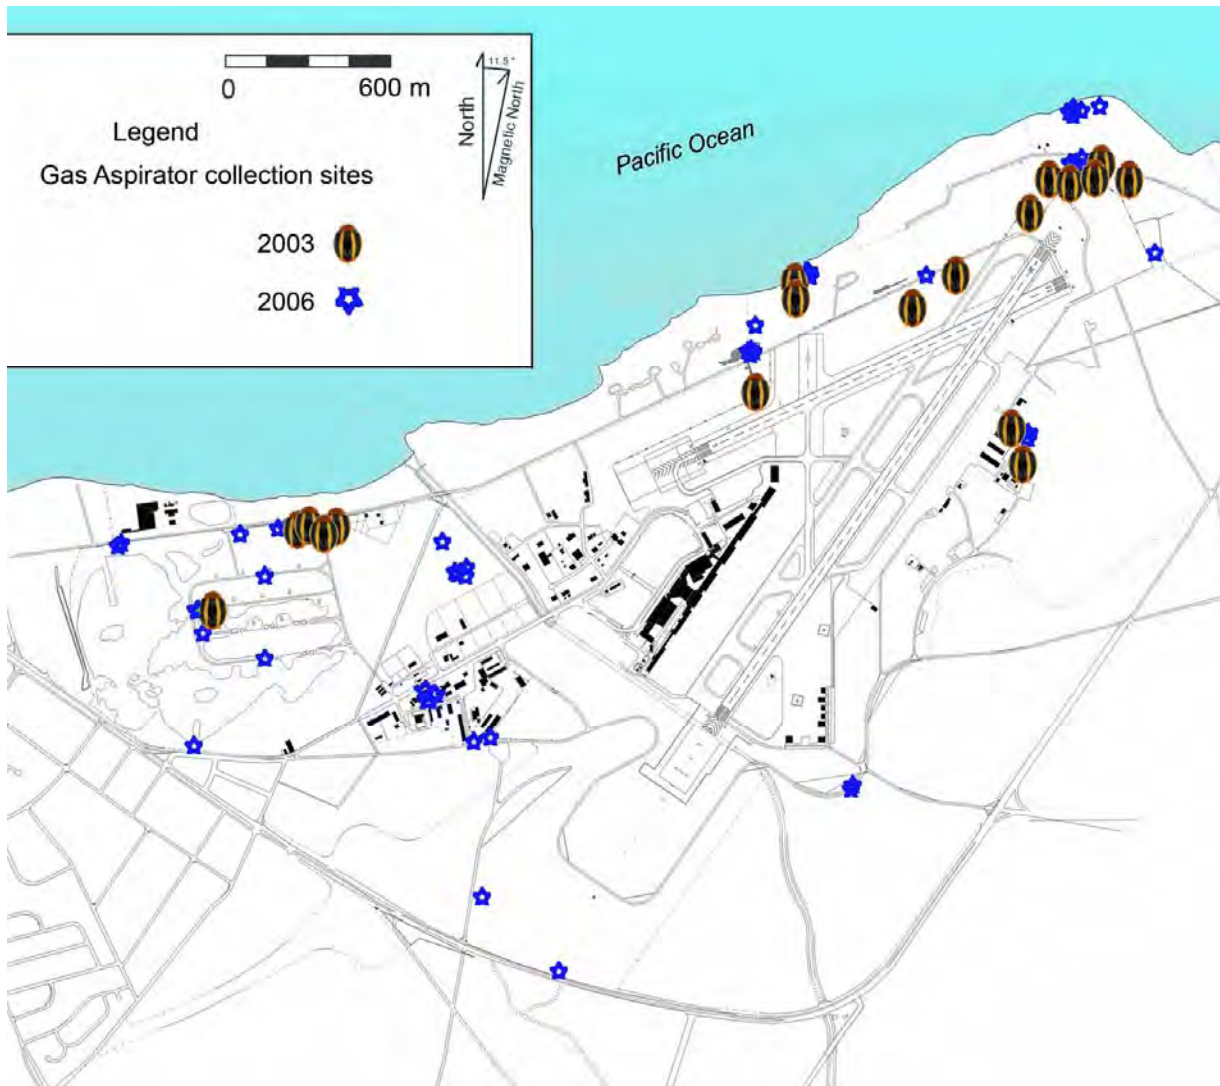 0 600 m
11.5 °
North
Magnetic North
Legend
Gas Aspirator collection sites
2003
2006
Pacific Ocean